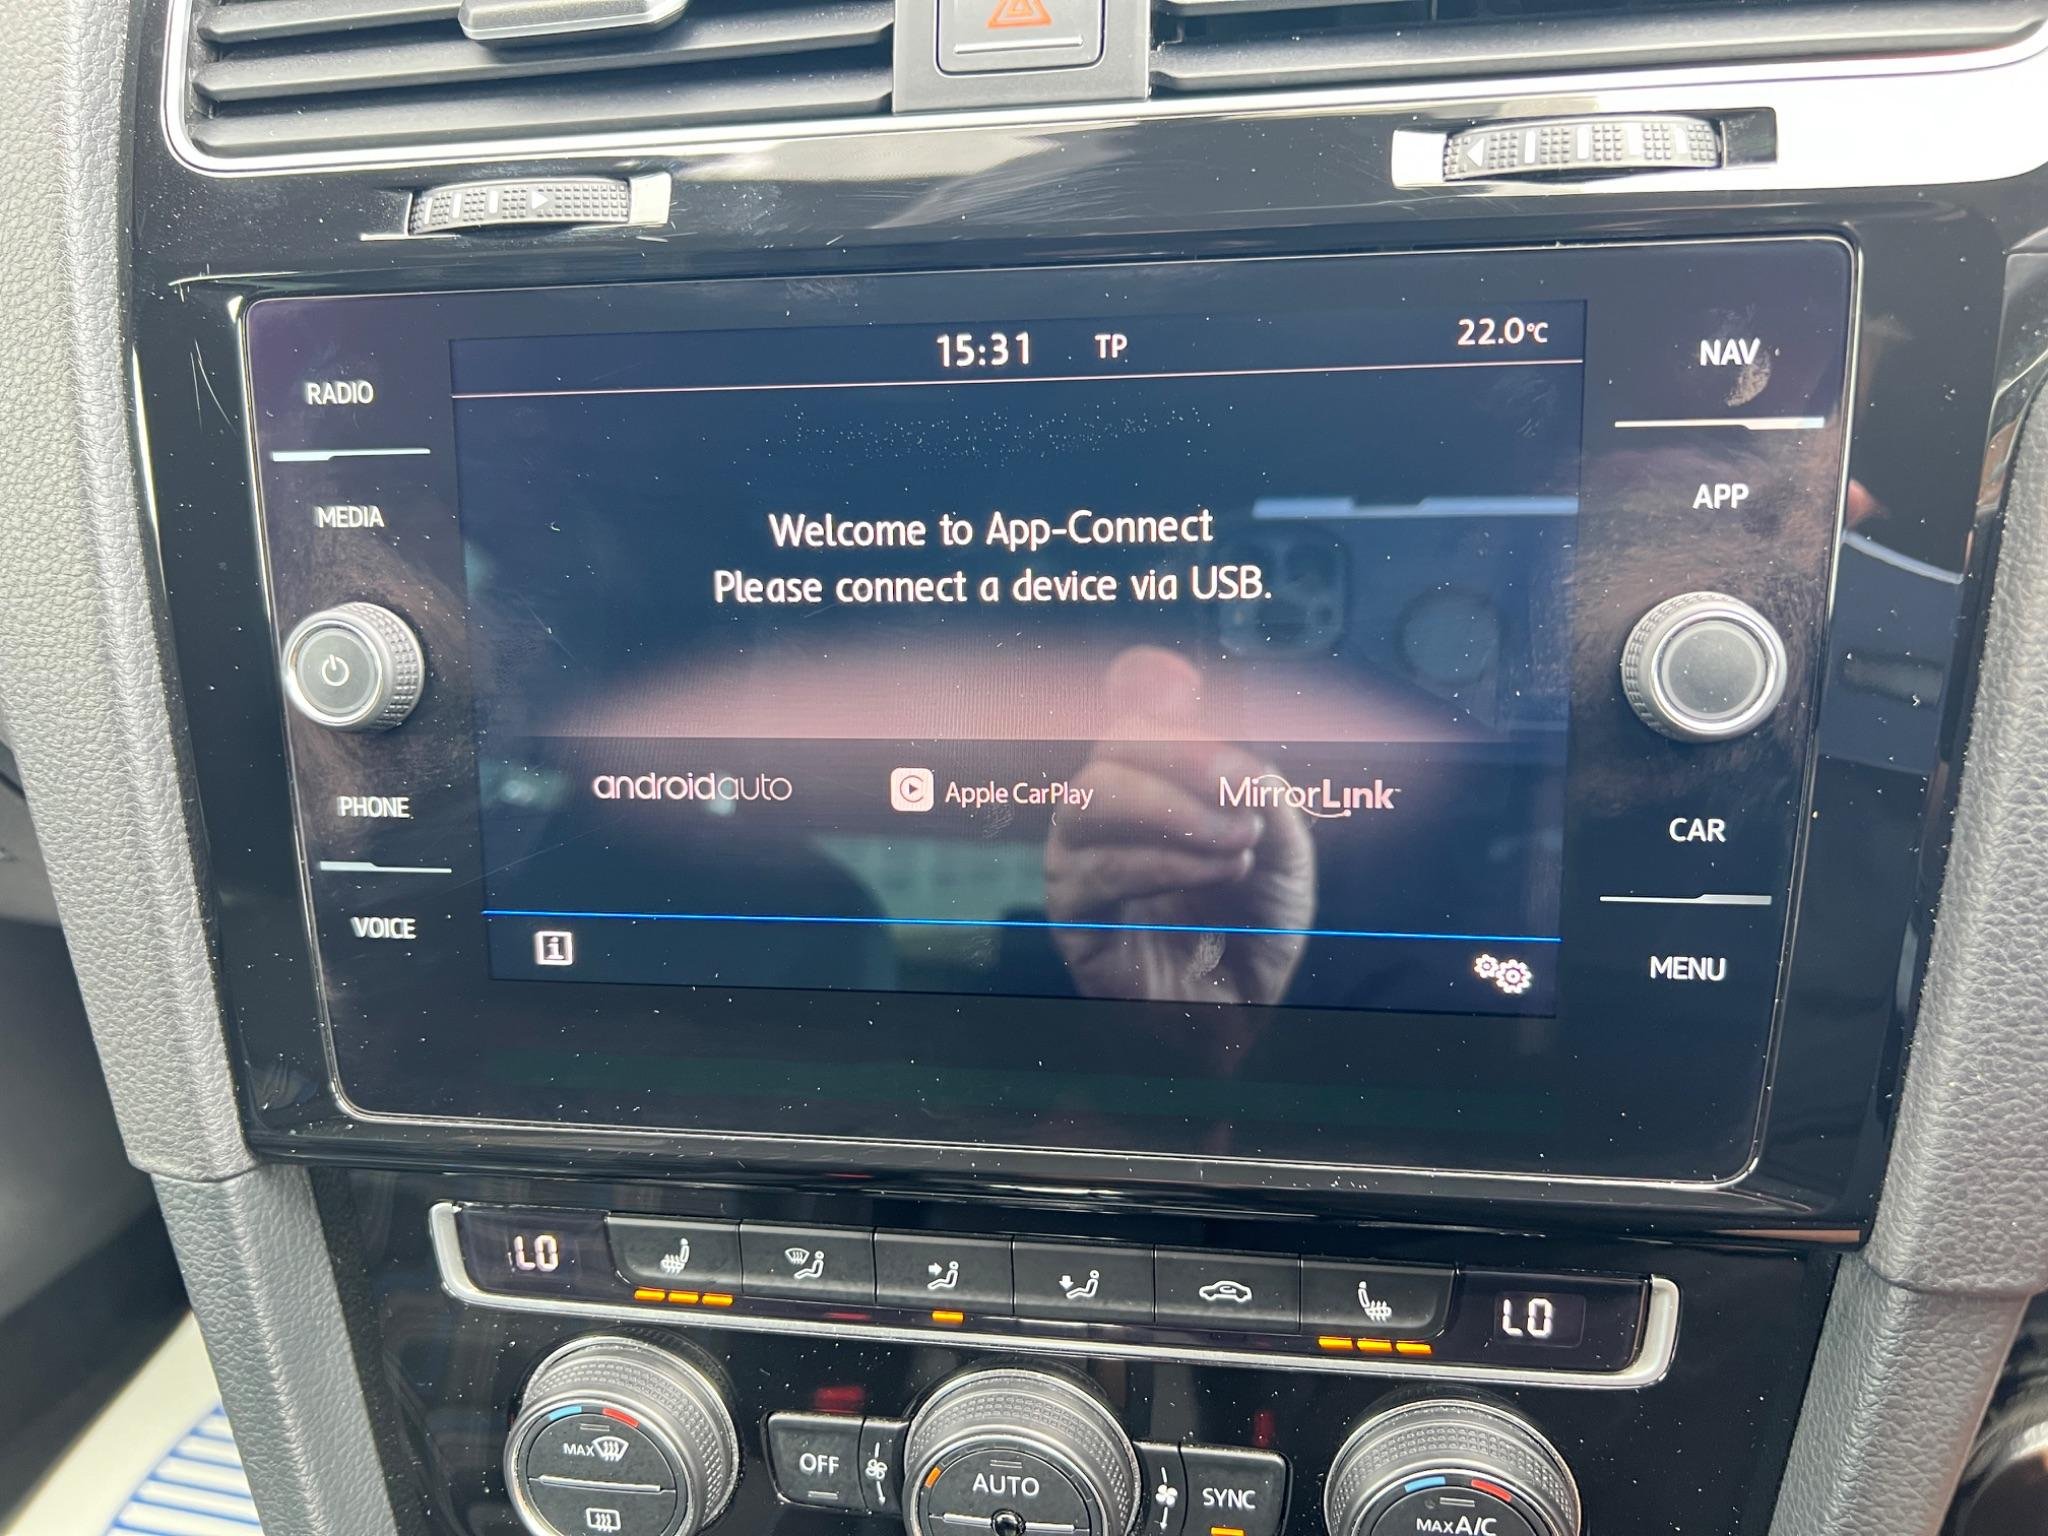 15:31 TP 22.0°C
RADIO
NAV
MEDIA
APP
Welcome to App-Connect
Please connect a device via USB.
androidauto Apple CarPlay MirrorLink™
PHONE
CAR
VOICE
MENU
LO LO
MAX
OFF
AUTO
SYNC
MAX A/C